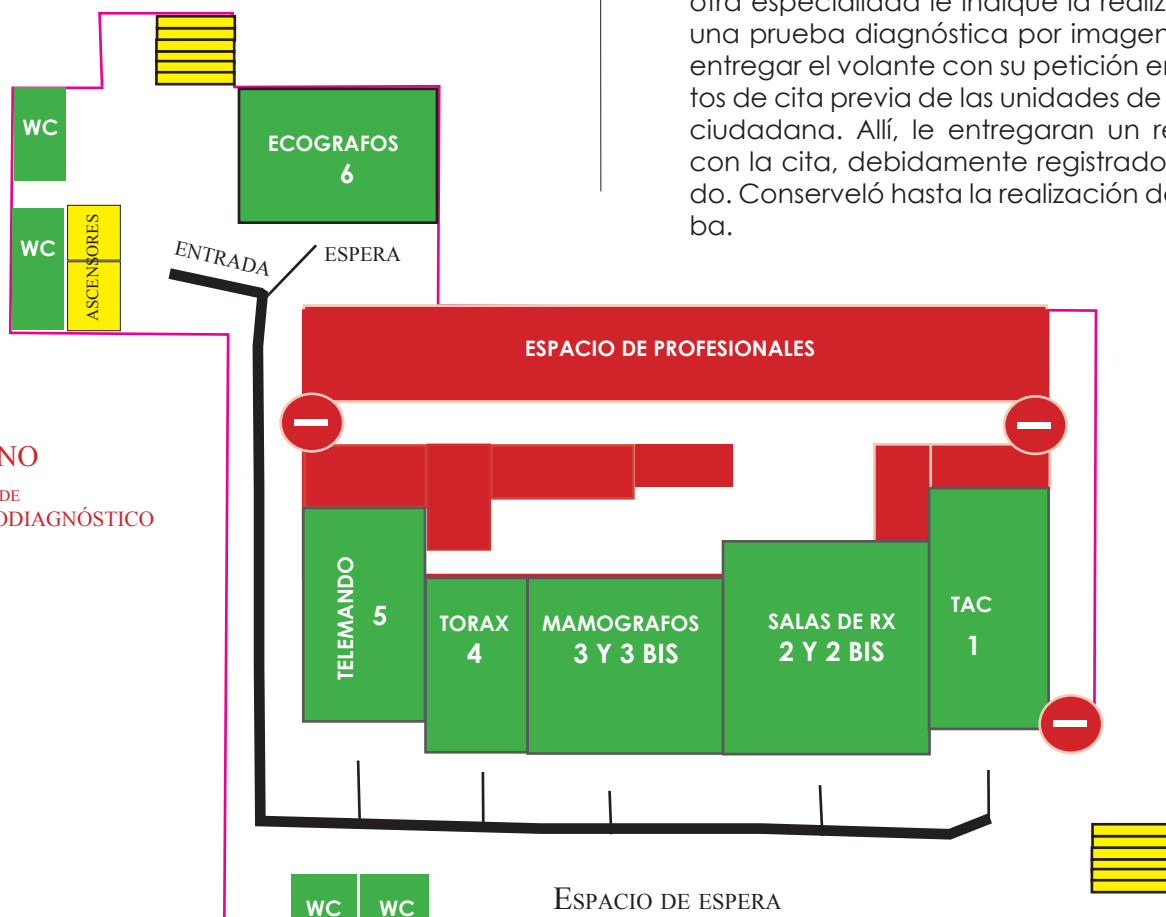 otra especialidad le indique la realiz
una prueba diagnóstica por imagen
entregar el volante con su petición en
tos de cita previa de las unidades de
ciudadana. Allí, le entregaran un re
con la cita, debidamente registrado
do. Conserveló hasta la realización de
ba.
WC
ECOGRAFOS
6
WC
ASCENSORES
ENTRADA
ESPERA
ESPACIO DE PROFESIONALES
NO
DE
ODIAGNÓSTICO
TELEMANDO
5
TORAX
4
MAMOGRAFOS
3 Y 3 BIS
SALAS DE RX
2 Y 2 BIS
TAC
1
WC
WC
ESPACIO DE ESPERA